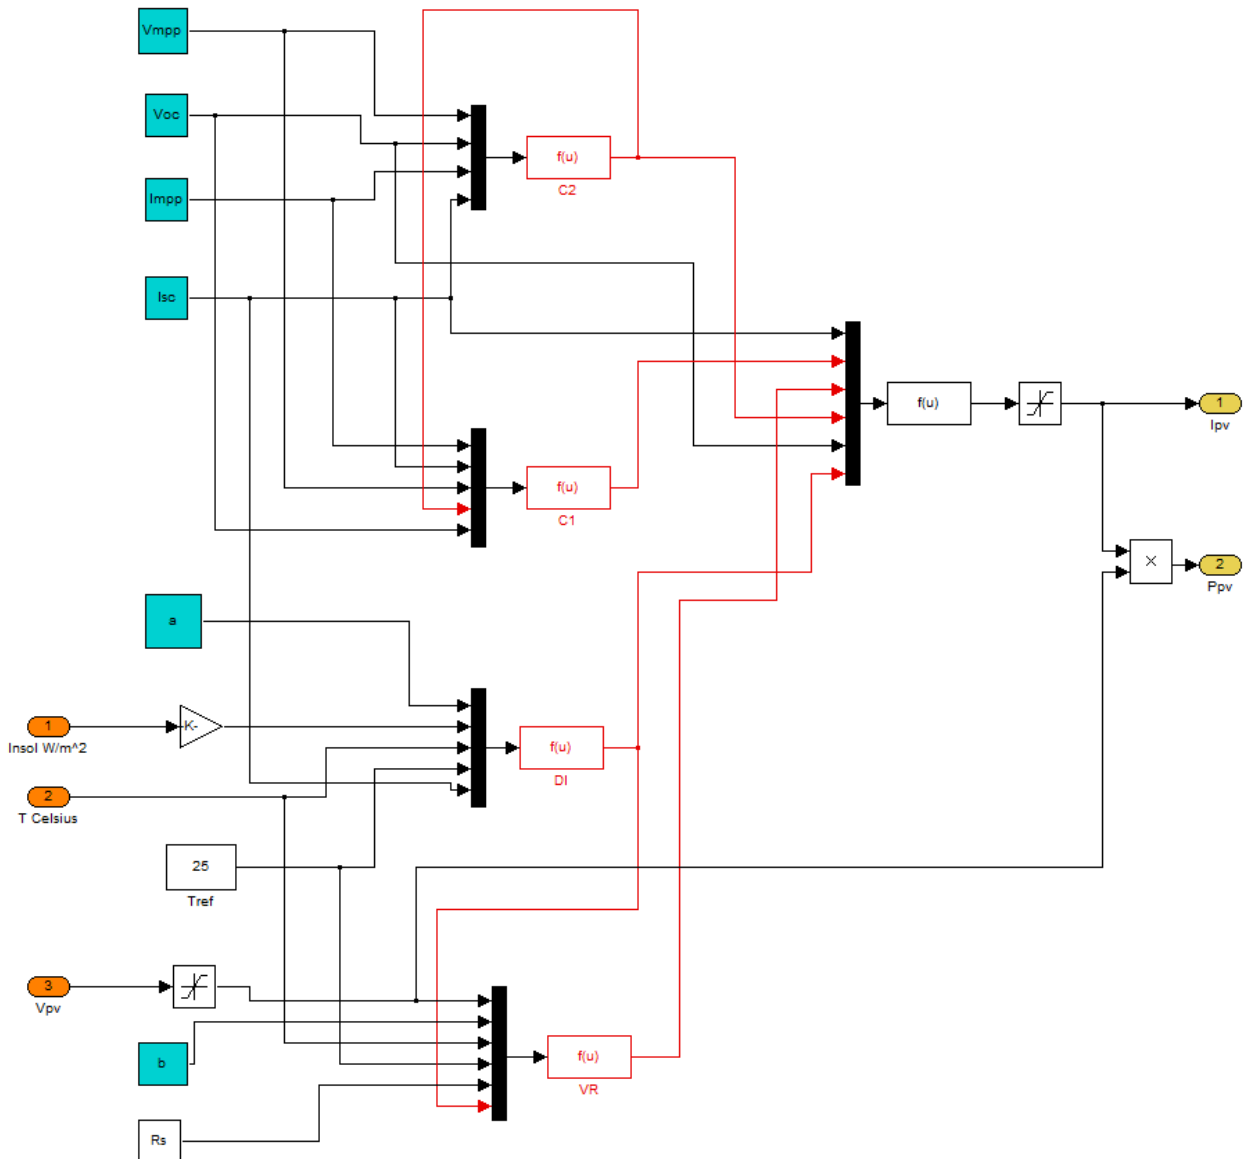 Vmpp
Voc
f(u)
C2
Impp
Isc
f(u)
1
Ipv
f(u)
C1
×
2
Ppv
a
1
-K-
Insol W/m^2
f(u)
DI
2
T Celsius
25
Tref
3
Vpv
b
f(u)
VR
Rs